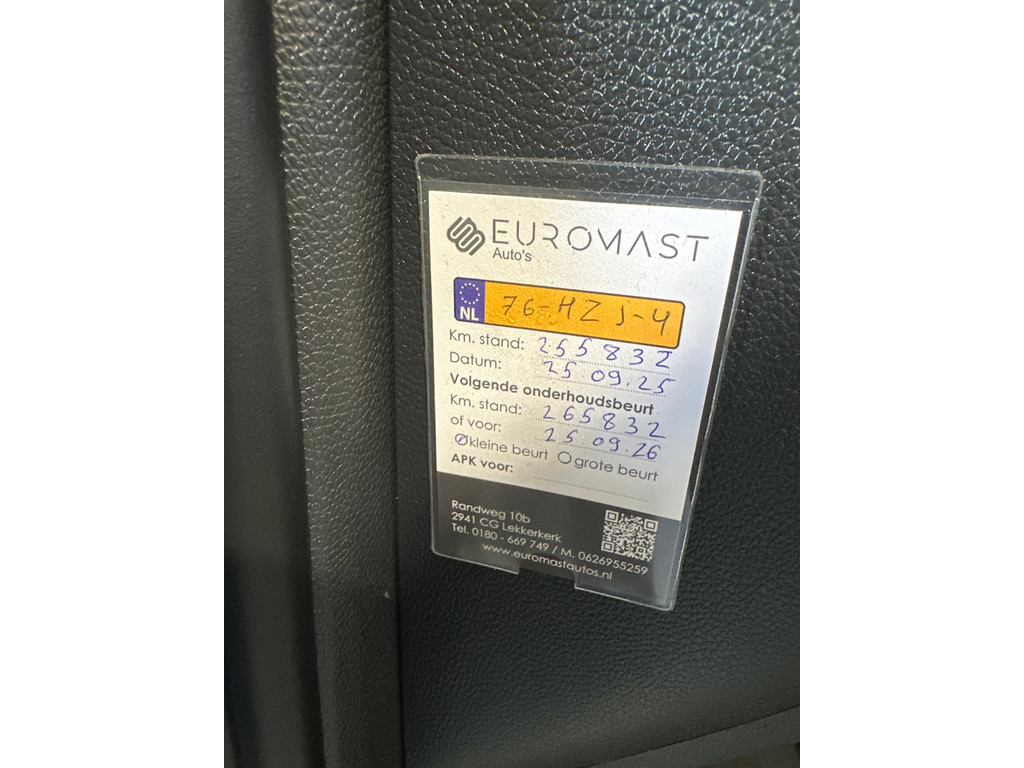 EUROMAST
Auto's
NL 76-HZJ-4
Km. stand: 255832
Datum: 25 09.25
Volgende onderhoudsbeurt
Km. stand: 265832
of voor: 25.09.26
kleine beurt grote beurt
APK voor:
Randweg 10b
2941 CG Lekkerkerk
Tel. 0180 - 669 749 / M. 0626955259
www.euromastautos.nl